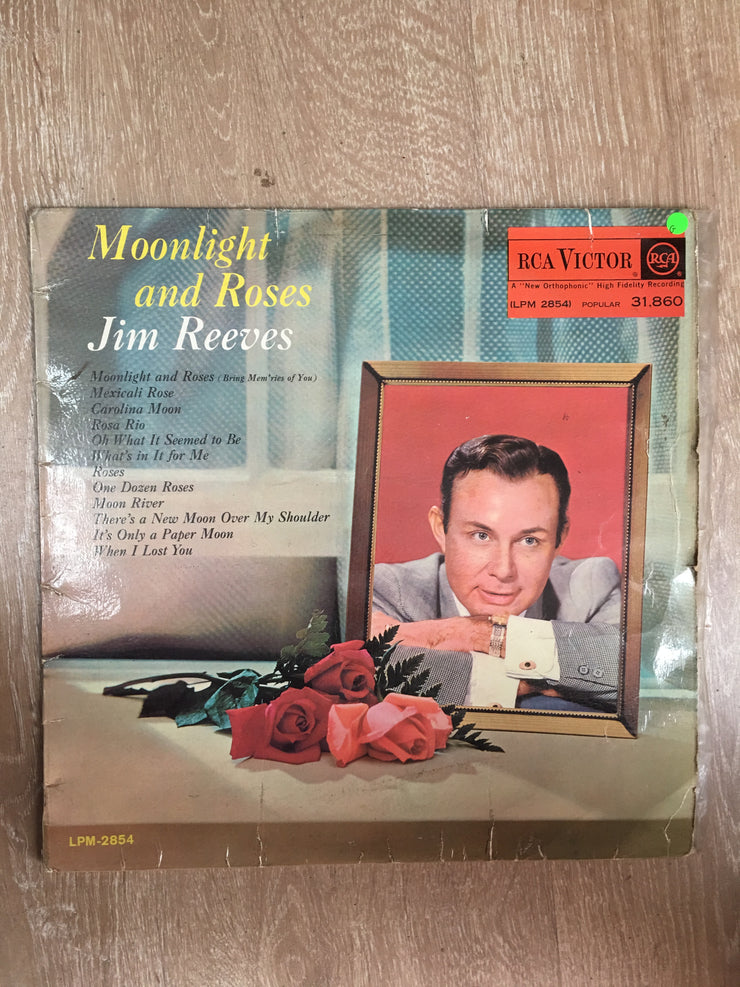 Moonlight
and Roses
Jim Reeves
Moonlight and Roses (Bring Mem'ries of You)
Mexicali Rose
Carolina Moon
Rosa Rio
Oh What It Seemed to Be
What's in It for Me
Roses
One Dozen Roses
Moon River
There's a New Moon Over My Shoulder
It's Only a Paper Moon
When I Lost You
G
RCA VICTOR RCA
A "New Orthophonic" High Fidelity Recording
(LPM 2854) POPULAR 31,860
LPM-2854